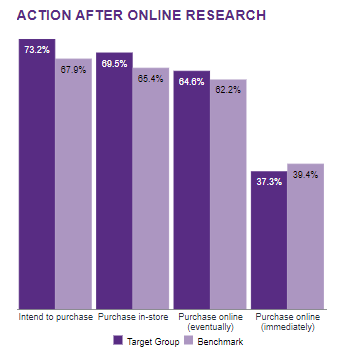 ACTION AFTER ONLINE RESEARCH
73.2%
67.9%
69.5%
65.4%
64.6%
62.2%
37.3%
39.4%
Intend to purchase
Purchase in-store
Purchase online
(eventually)
Purchase online
(immediately)
Target Group
Benchmark